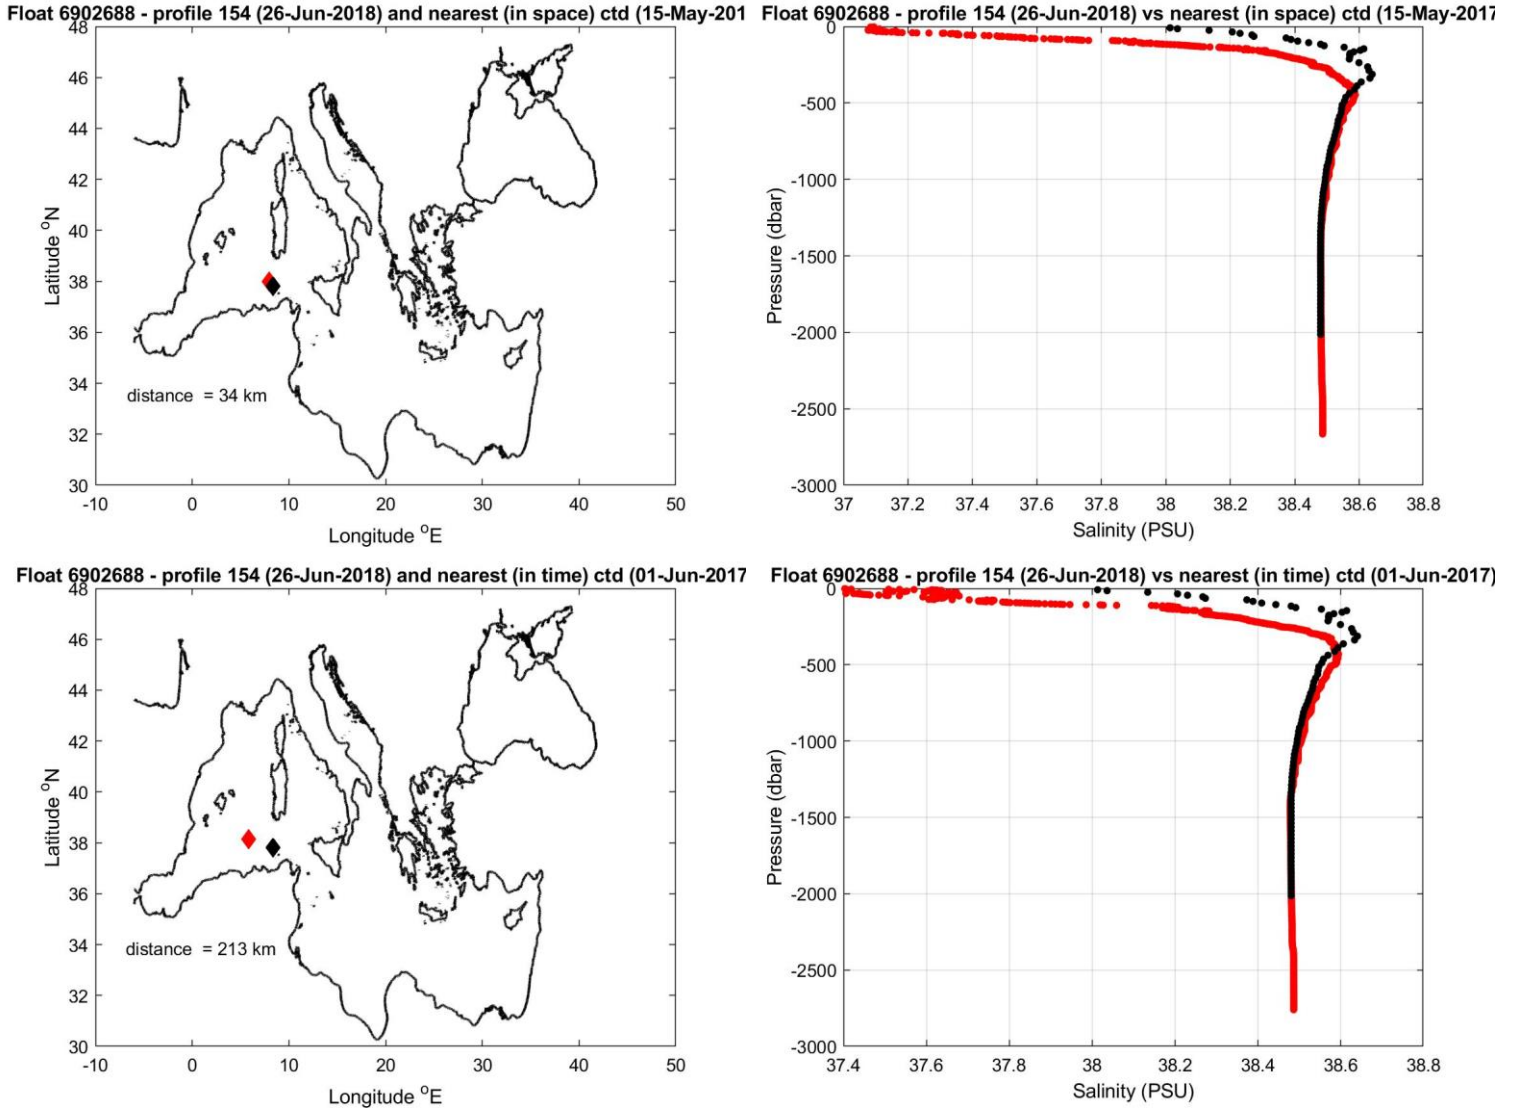 Float 6902688 - profile 154 (26-Jun-2018) and nearest (in space) ctd (15-May-201
48
46
44
42
40
38
36
34
32
30
Latitude °N
distance = 34 km
-10 0 10 20 30 40 50
Longitude °E
Float 6902688 - profile 154 (26-Jun-2018) vs nearest (in space) ctd (15-May-2017
0
-500
-1000
-1500
-2000
-2500
-3000
Pressure (dbar)
37 37.2 37.4 37.6 37.8 38 38.2 38.4 38.6 38.8
Salinity (PSU)
Float 6902688 - profile 154 (26-Jun-2018) and nearest (in time) ctd (01-Jun-2017
48
46
44
42
40
38
36
34
32
30
Latitude °N
distance = 213 km
-10 0 10 20 30 40 50
Longitude °E
Float 6902688 - profile 154 (26-Jun-2018) vs nearest (in time) ctd (01-Jun-2017)
0
-500
-1000
-1500
-2000
-2500
-3000
Pressure (dbar)
37.4 37.6 37.8 38 38.2 38.4 38.6 38.8
Salinity (PSU)